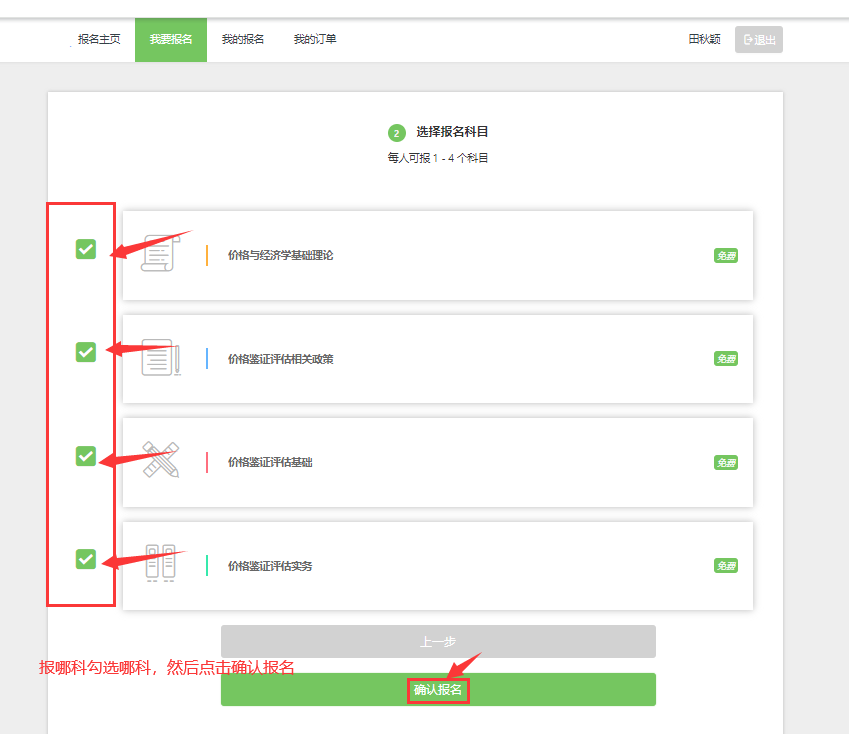 报名主页 我要报名 我的报名 我的订单 田秋颖 退出
2 选择报名科目
每人可报 1 - 4 个科目
价格与经济学基础理论 免费
价格鉴证评估相关政策 免费
价格鉴证评估基础 免费
价格鉴证评估实务 免费
上一步
报哪科勾选哪科，然后点击确认报名
确认报名